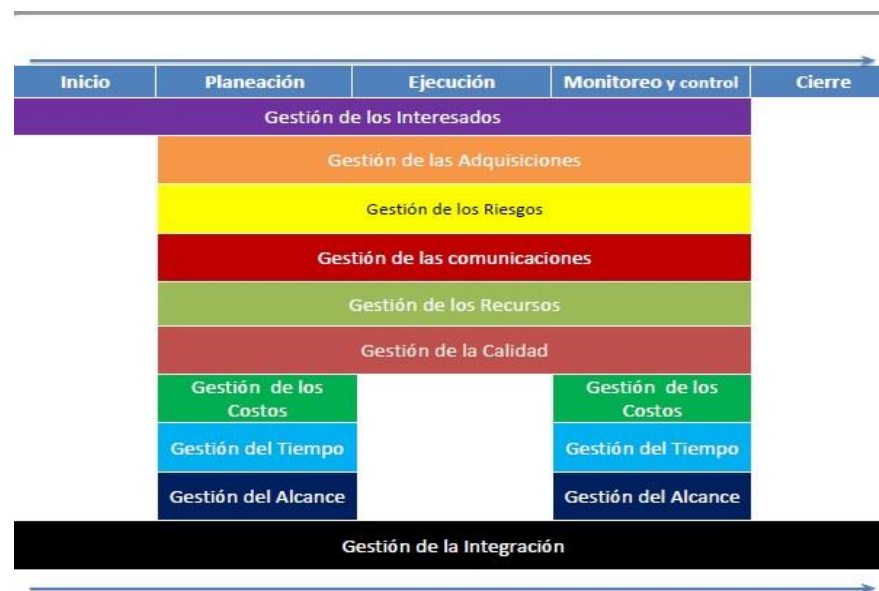 Inicio Planeación Ejecución Monitoreo y control Cierre
Gestión de los Interesados
Gestión de las Adquisiciones
Gestión de los Riesgos
Gestión de las comunicaciones
Gestión de los Recursos
Gestión de la Calidad
Gestión de los Gestión de los
Costos Costos
Gestión del Tiempo Gestión del Tiempo
Gestión del Alcance Gestión del Alcance
Gestión de la Integración